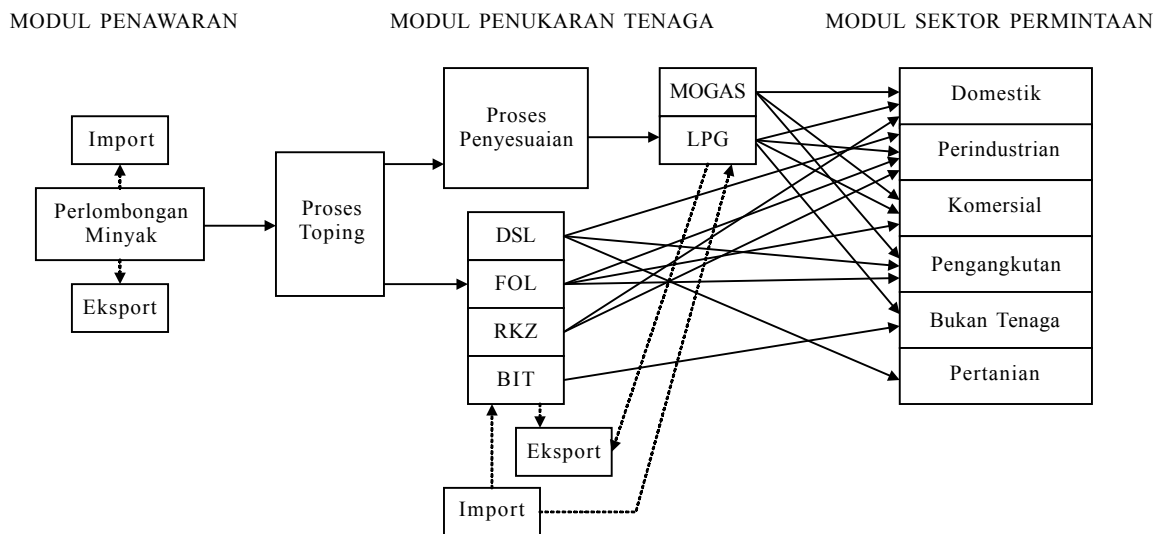 MODUL PENAWARAN
MODUL PENUKARAN TENAGA
MODUL SEKTOR PERMINTAAN
Import
Perlombongan
Minyak
Eksport
Proses
Toping
Proses
Penyesuaian
MOGAS
LPG
DSL
FOL
RKZ
BIT
Eksport
Import
Domestik
Perindustrian
Komersial
Pengangkutan
Bukan Tenaga
Pertanian